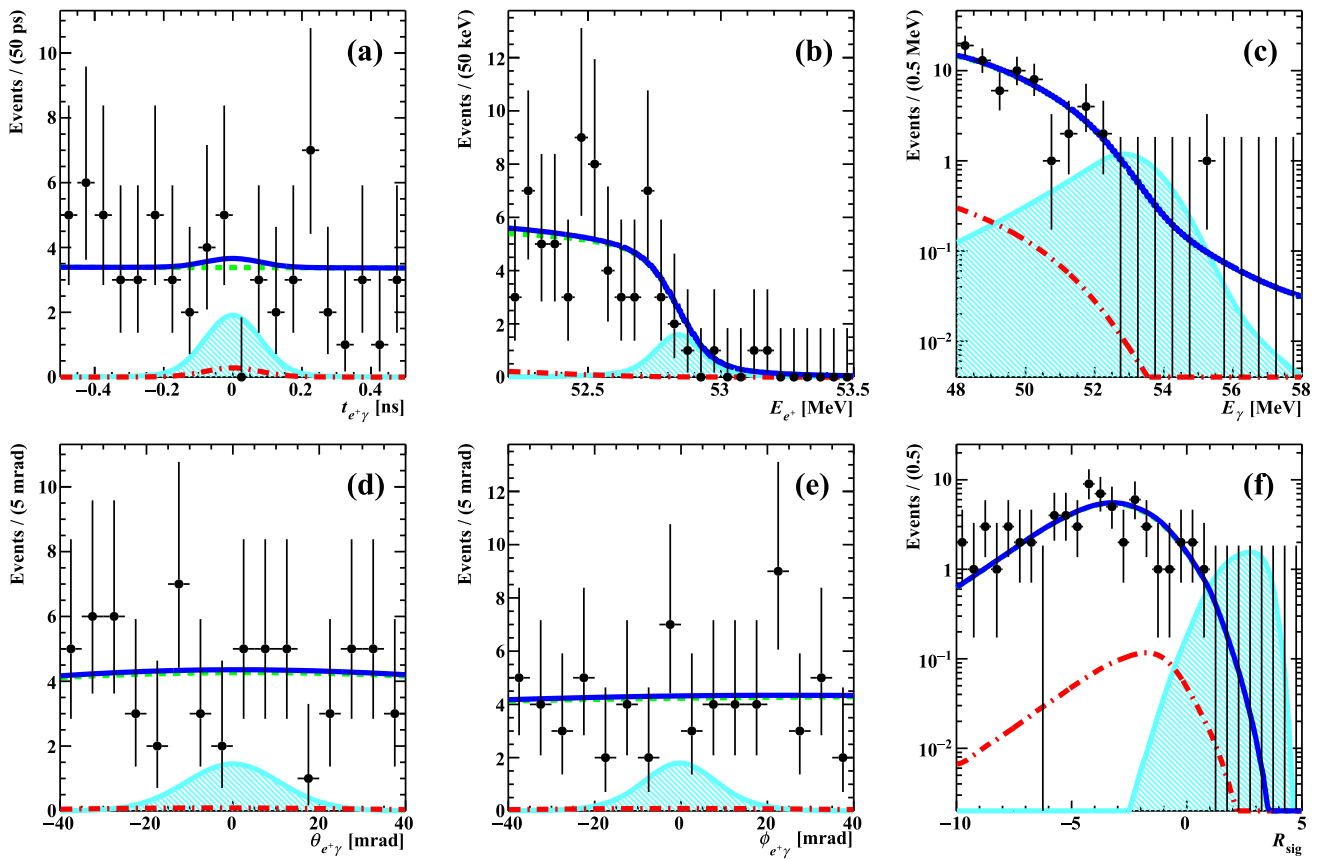 (a)
Events / (50 ps)
10
8
6
4
2
0
−0.4 −0.2 0 0.2 0.4
t_{e⁺γ} [ns]
(b)
Events / (50 keV)
12
10
8
6
4
2
0
52.5 53 53.5
E_{e⁺} [MeV]
(c)
Events / (0.5 MeV)
10
1
10⁻¹
10⁻²
48 50 52 54 56 58
E_γ [MeV]
(d)
Events / (5 mrad)
10
8
6
4
2
0
−40 −20 0 20 40
θ_{e⁺γ} [mrad]
(e)
Events / (5 mrad)
12
10
8
6
4
2
0
−40 −20 0 20 40
ϕ_{e⁺γ} [mrad]
(f)
Events / (0.5)
10
1
10⁻¹
10⁻²
−10 −5 0 5
R_{sig}